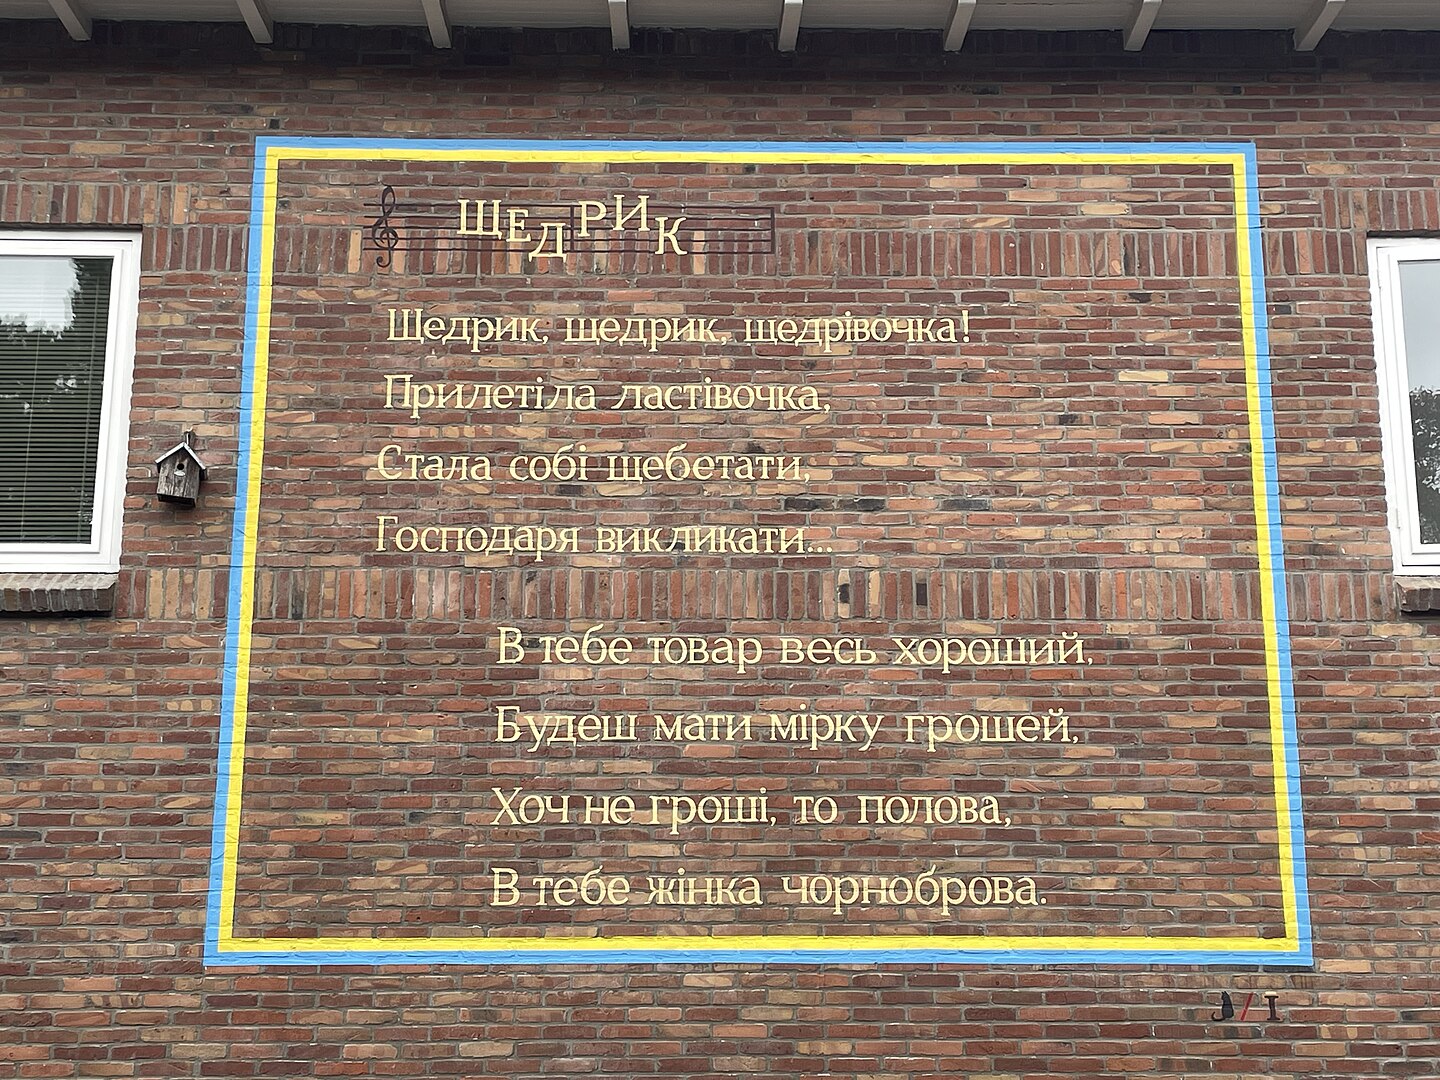 ЩЕДРИК
Щедрик, щедрик, щедрівочка!
Прилетіла ластівочка,
Стала собі щебетати,
Господаря викликати...
В тебе товар весь хороший,
Будеш мати мірку грошей,
Хоч не гроші, то полова,
В тебе жінка чорноброва.